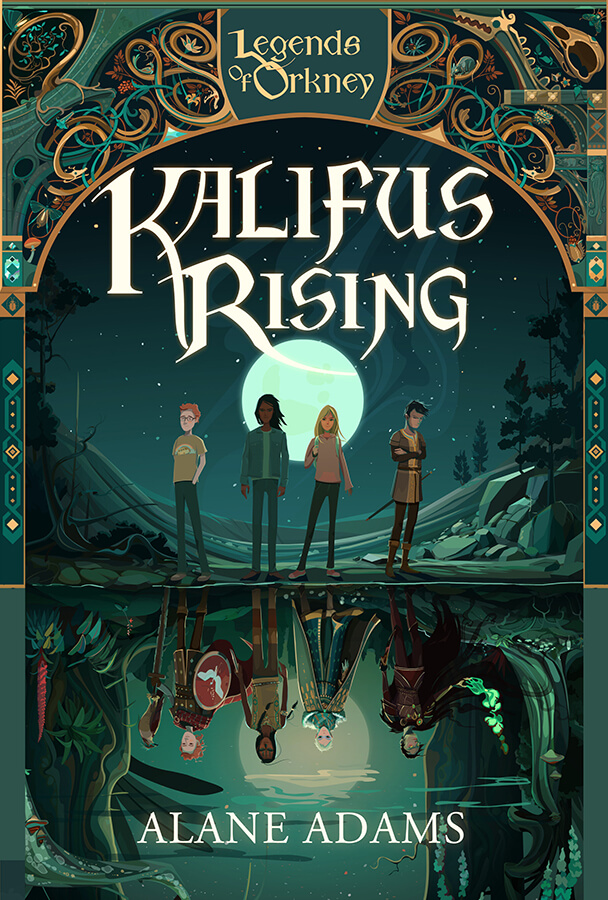 Legends
of Orkney
Kalifus
Rising
ALANE ADAMS